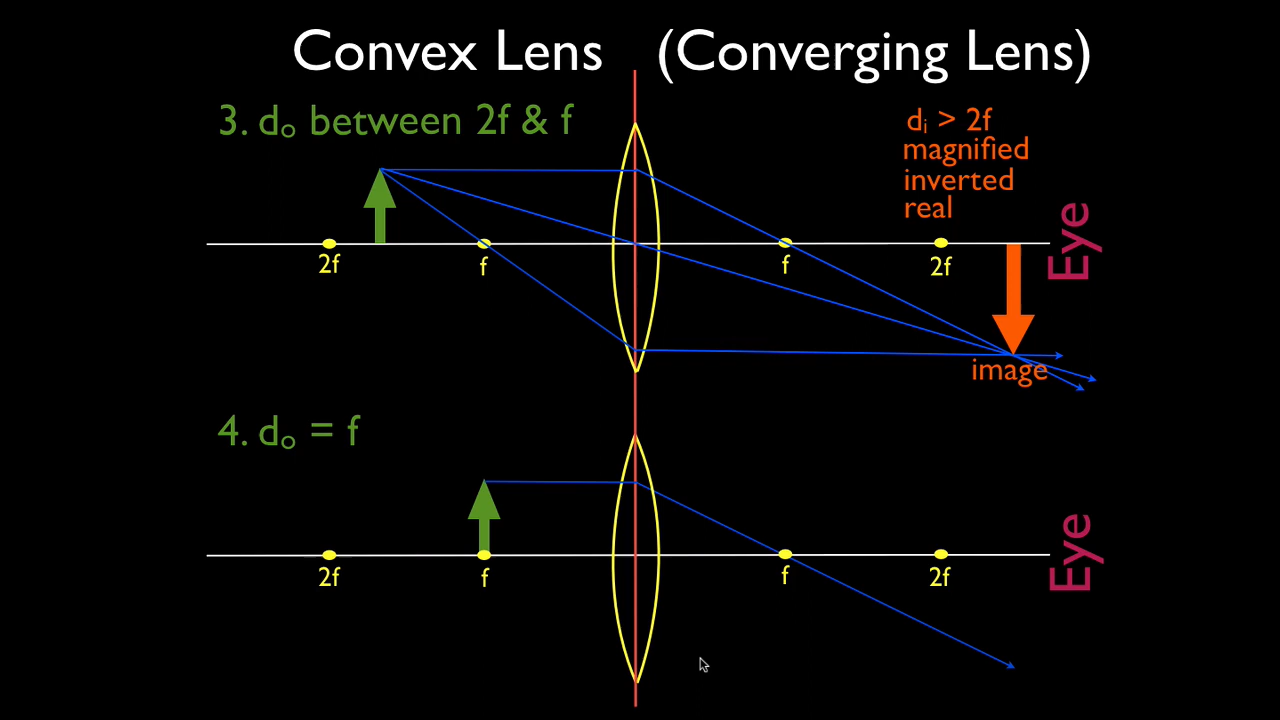 Convex Lens (Converging Lens)
3. dₒ between 2f & f
dᵢ > 2f
magnified
inverted
real
Eye
2f
f
f
2f
image
4. dₒ = f
Eye
2f
f
f
2f